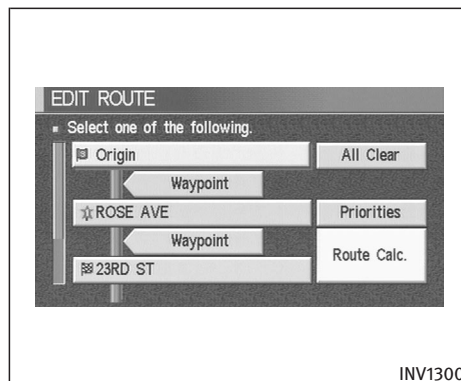 EDIT ROUTE
Select one of the following.
Origin
All Clear
Waypoint
ROSE AVE
Priorities
Waypoint
Route Calc.
23RD ST
INV1300